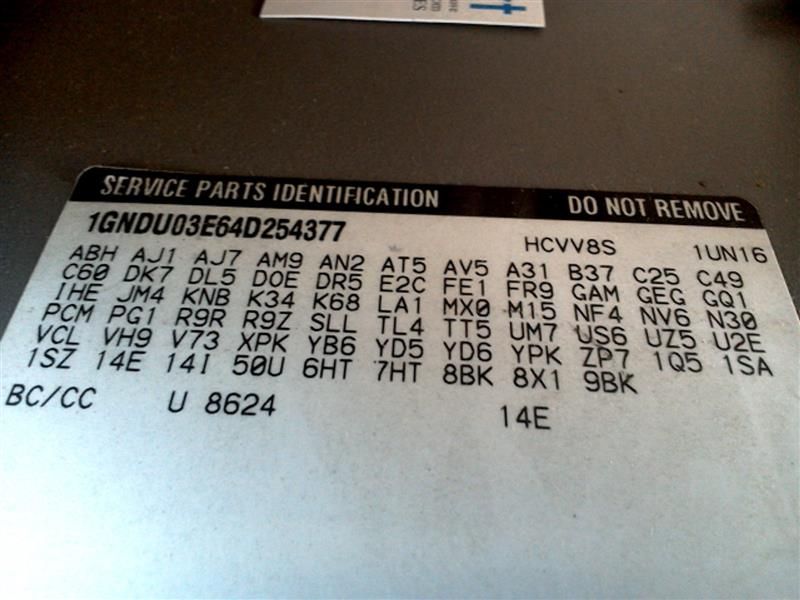 SERVICE PARTS IDENTIFICATION DO NOT REMOVE
1GNDU03E64D254377 HCVV8S 1UN16
ABH AJ1 AJ7 AM9 AN2 AT5 AV5 A31 B37 C25 C49
C60 DK7 DL5 DOE DR5 E2C FE1 FR9 GAM GEG GQ1
IHE JM4 KNB K34 K68 LA1 MX0 M15 NF4 NV6 N30
PCM PG1 R9R R9Z SLL TL4 TT5 UM7 US6 UZ5 U2E
VCL VH9 V73 XPK YB6 YD5 YD6 YPK ZP7 1Q5 1SA
1SZ 14E 14I 50U 6HT 7HT 8BK 8X1 9BK
BC/CC U 8624 14E